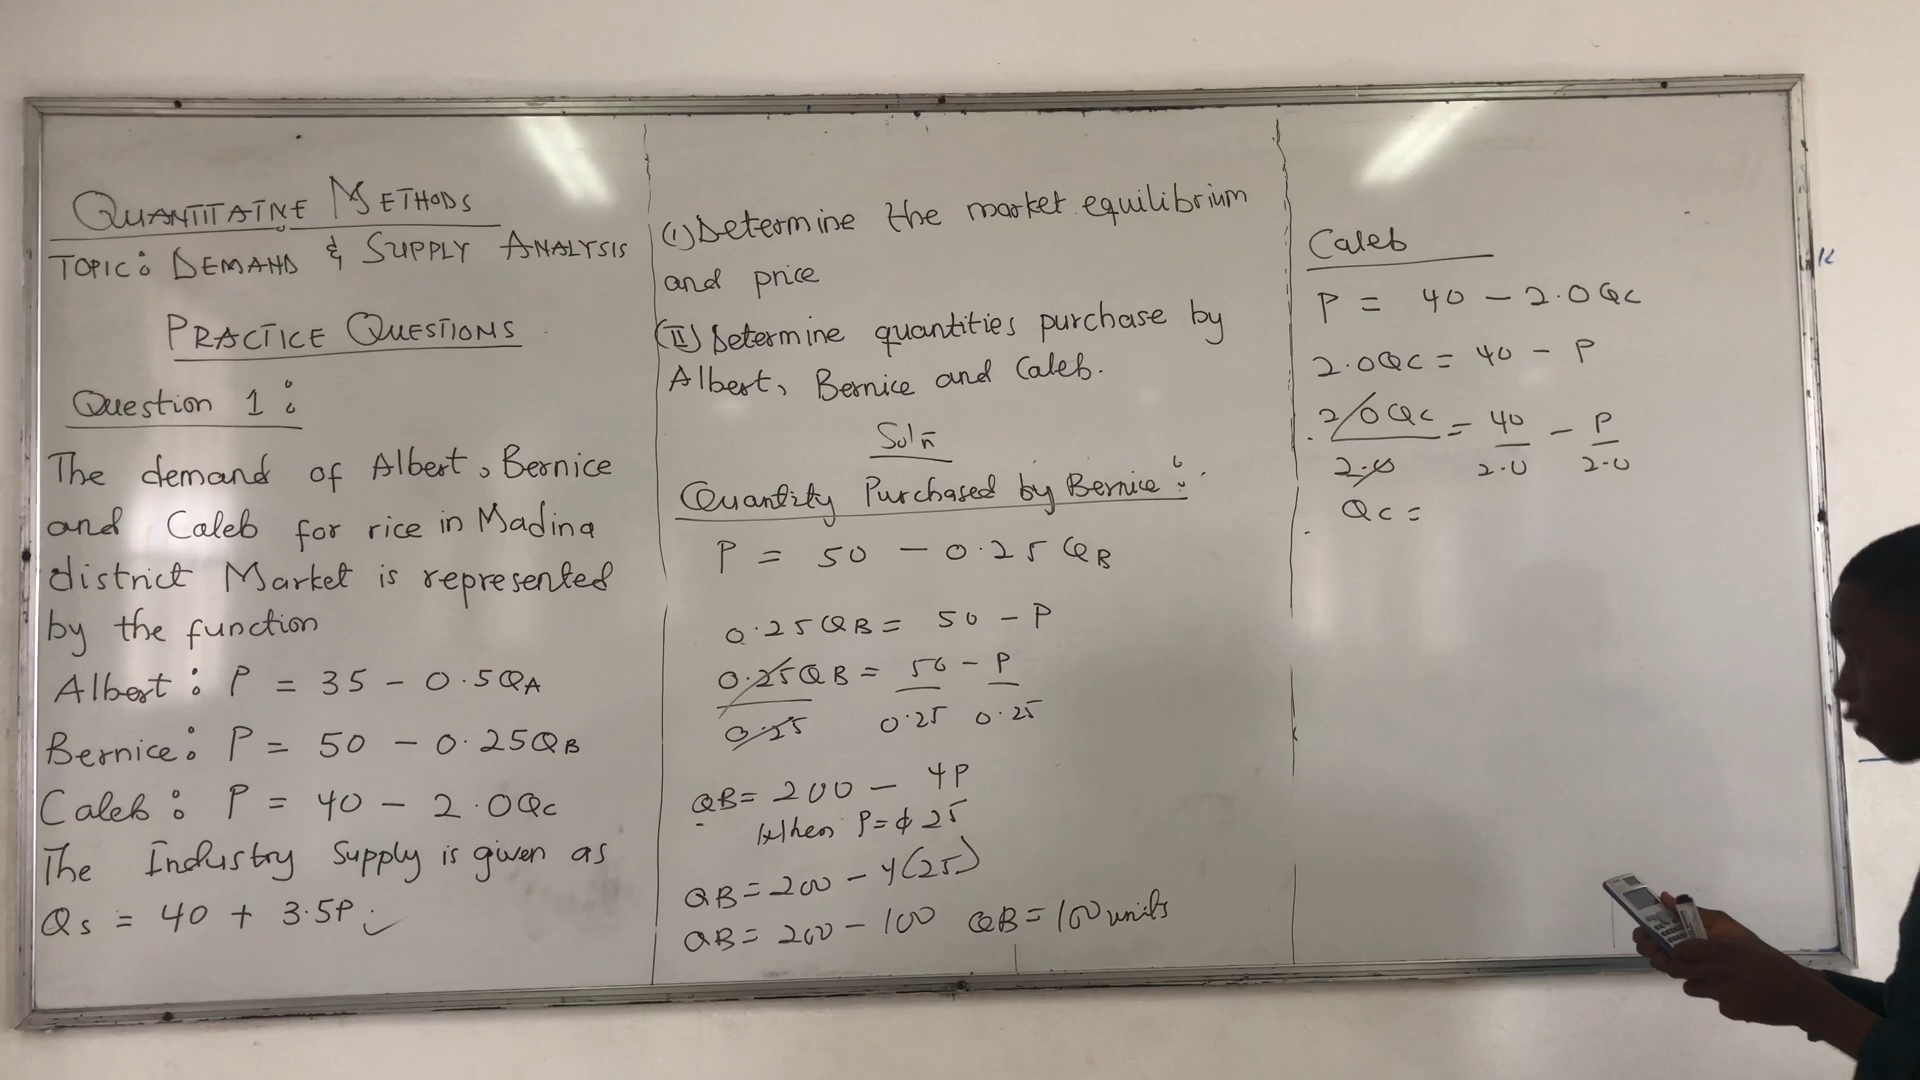 QUANTITATIVE METHODS
TOPIC: DEMAND & SUPPLY ANALYSIS
PRACTICE QUESTIONS
Question 1:
The demand of Albert, Bernice
and Caleb for rice in Madina
district Market is represented
by the function
Albert: P = 35 - 0.5QA
Bernice: P = 50 - 0.25QB
Caleb: P = 40 - 2.0Qc
The Industry Supply is given as
Qs = 40 + 3.5P.
(I) Determine the market equilibrium
and price
(II) Determine quantities purchase by
Albert, Bernice and Caleb.
Soln
Quantity Purchased by Bernice:
P = 50 - 0.25QB
0.25QB = 50 - P
0.25QB = 50 - P
0.25 0.25 0.25
QB = 200 - 4P
When P = ¢25
QB = 200 - 4(25)
QB = 200 - 100 QB = 100 units
Caleb
P = 40 - 2.0Qc
2.0Qc = 40 - P
2.0Qc = 40 - P
2.0 2.0 2.0
Qc =